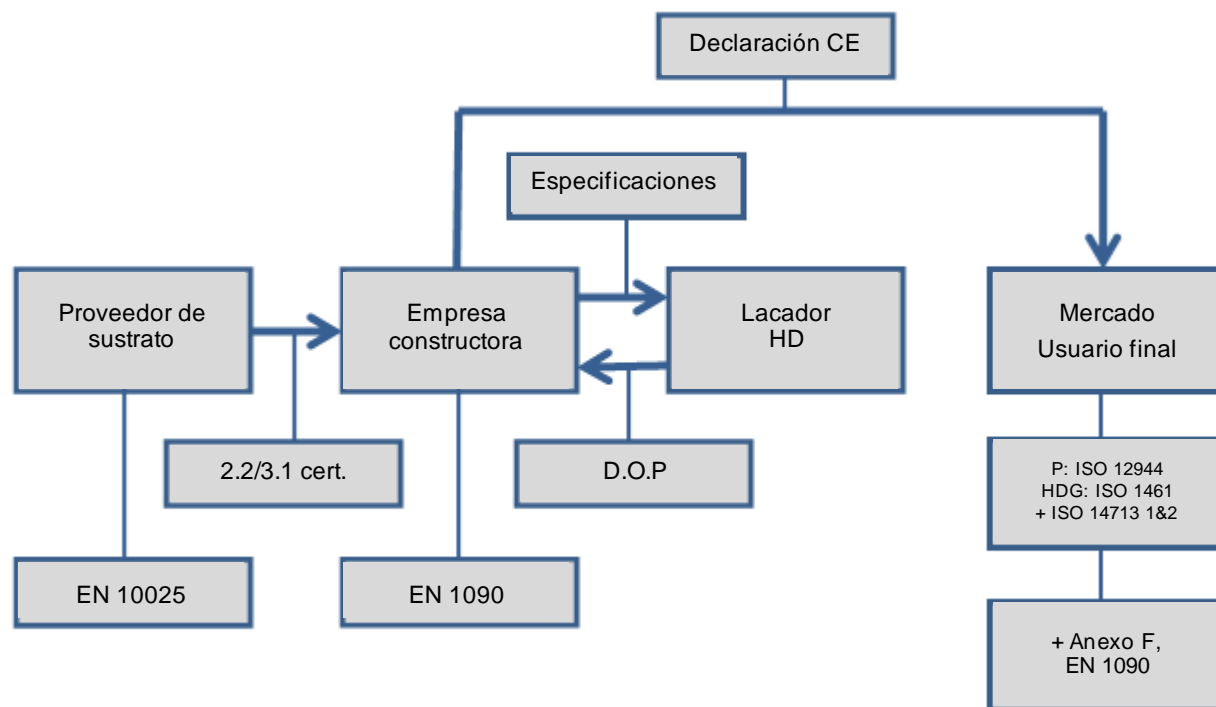 Declaración CE
Especificaciones
Proveedor de
sustrato
Empresa
constructora
Lacador
HD
Mercado
Usuario final
2.2/3.1 cert.
D.O.P
P: ISO 12944
HDG: ISO 1461
+ ISO 14713 1&2
EN 10025
EN 1090
+ Anexo F,
EN 1090